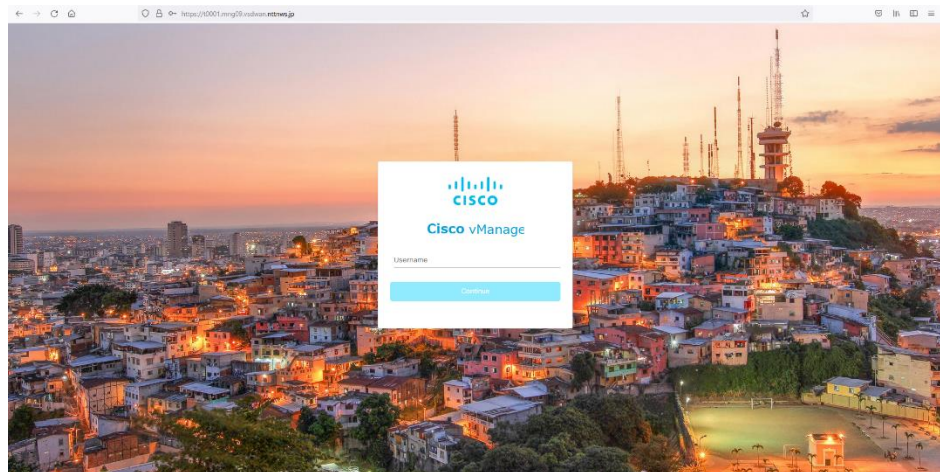 https://t0001.mng09.vsdwan.nttnws.jp
CISCO
Cisco vManage
Username
Continue